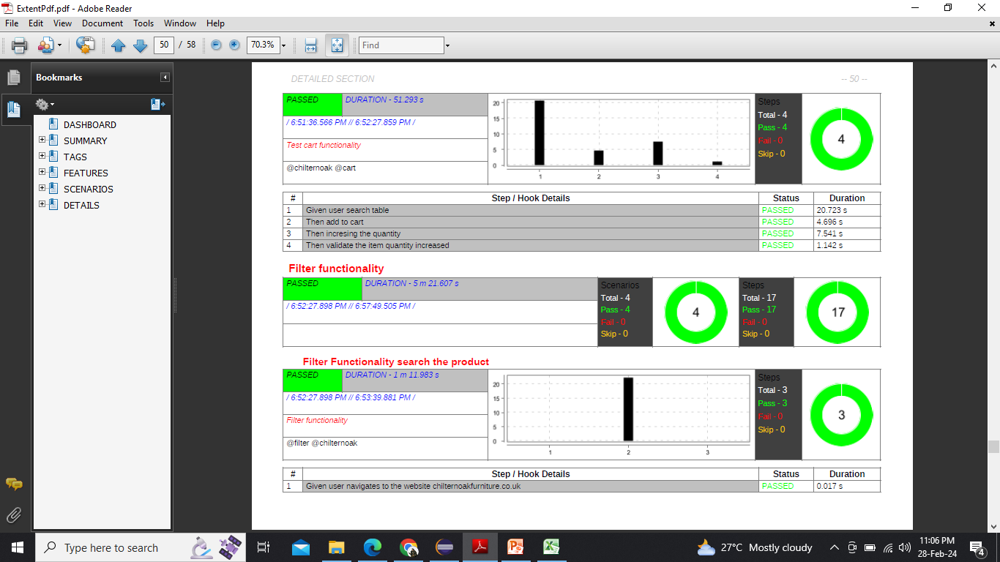 ExtentPdf.pdf - Adobe Reader
File Edit View Document Tools Window Help
50 / 58 70.3% Find
Bookmarks
DASHBOARD
SUMMARY
TAGS
FEATURES
SCENARIOS
DETAILS
DETAILED SECTION -- 50 --
PASSED DURATION - 51.293 s
/ 6:51:36.566 PM // 6:52:27.859 PM /
Test cart functionality
@chilternoak @cart
20
15
10
5
0
1 2 3 4
Steps
Total - 4
Pass - 4
Fail - 0
Skip - 0
4
# Step / Hook Details Status Duration
1 Given user search table PASSED 20.723 s
2 Then add to cart PASSED 4.696 s
3 Then incresing the quantity PASSED 7.541 s
4 Then validate the item quantity increased PASSED 1.142 s
Filter functionality
PASSED DURATION - 5 m 21.607 s
/ 6:52:27.898 PM // 6:57:49.505 PM /
Scenarios
Total - 4
Pass - 4
Fail - 0
Skip - 0
4
Steps
Total - 17
Pass - 17
Fail - 0
Skip - 0
17
Filter Functionality search the product
PASSED DURATION - 1 m 11.983 s
/ 6:52:27.898 PM // 6:53:39.881 PM /
Filter functionality
@filter @chilternoak
20
15
10
5
0
1 2 3
Steps
Total - 3
Pass - 3
Fail - 0
Skip - 0
3
# Step / Hook Details Status Duration
1 Given user navigates to the website chilternoakfurniture.co.uk PASSED 0.017 s
Type here to search
27°C Mostly cloudy
11:06 PM
28-Feb-24
4